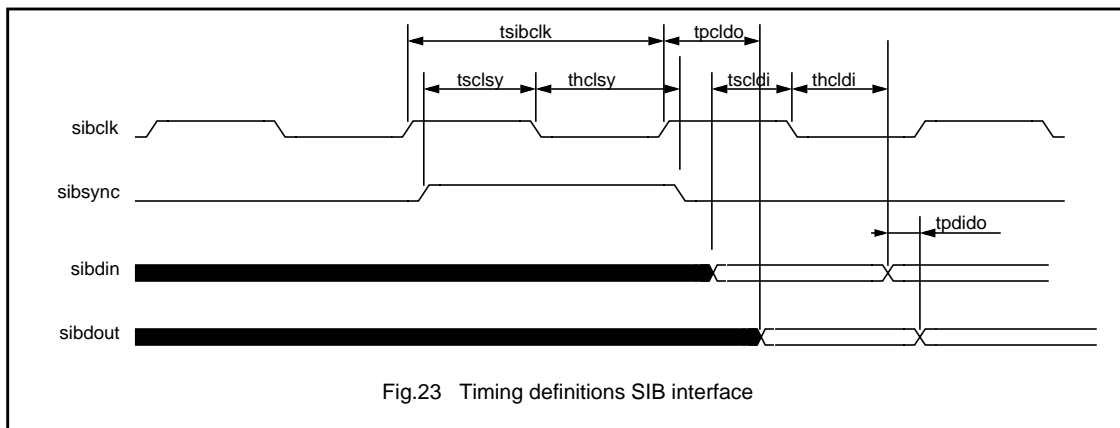 tsibclk tpcldo
tsclsy thclsy tscldi thcldi
sibclk
sibsync
tpdido
sibdin
sibdout
Fig.23 Timing definitions SIB interface